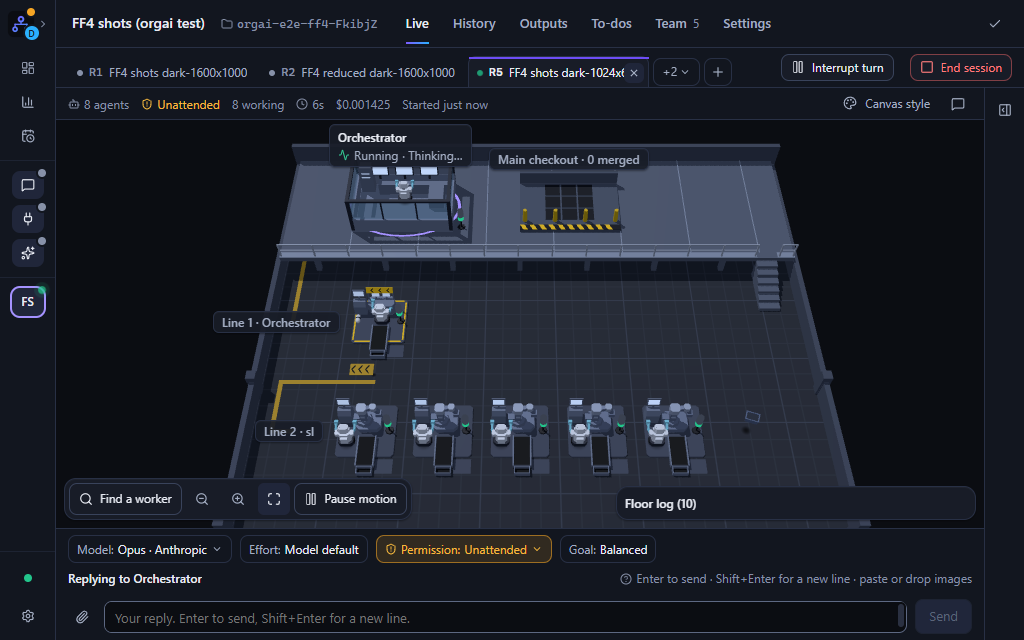 FF4 shots (orgai test)
orgai-e2e-ff4-FkibjZ
Live
History
Outputs
To-dos
Team 5
Settings
D
R1 FF4 shots dark-1600x1000
R2 FF4 reduced dark-1600x1000
R5 FF4 shots dark-1024x6
+2
Interrupt turn
End session
8 agents
Unattended
8 working
6s
$0.001425
Started just now
Canvas style
Orchestrator
Running · Thinking...
Main checkout · 0 merged
FS
Line 1 · Orchestrator
Line 2 · sl
Find a worker
Pause motion
Floor log (10)
Model: Opus · Anthropic
Effort: Model default
Permission: Unattended
Goal: Balanced
Replying to Orchestrator
Enter to send · Shift+Enter for a new line · paste or drop images
Your reply. Enter to send, Shift+Enter for a new line.
Send